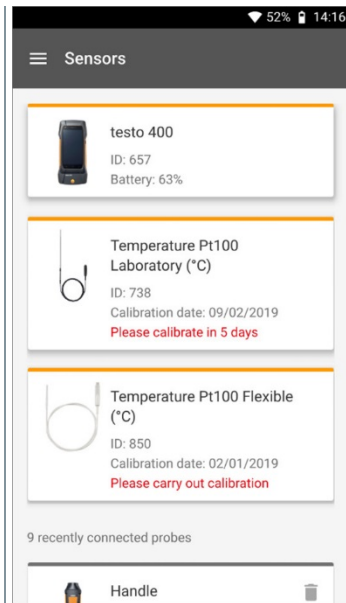 52% 14:16
Sensors
testo 400
ID: 657
Battery: 63%
Temperature Pt100
Laboratory (°C)
ID: 738
Calibration date: 09/02/2019
Please calibrate in 5 days
Temperature Pt100 Flexible
(°C)
ID: 850
Calibration date: 02/01/2019
Please carry out calibration
9 recently connected probes
Handle